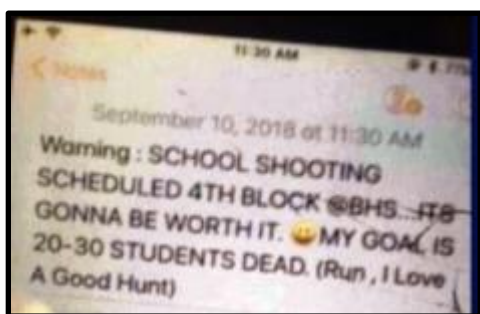 11:30 AM
Notes
September 10, 2018 at 11:30 AM
Warning : SCHOOL SHOOTING
SCHEDULED 4TH BLOCK @BHS...ITS
GONNA BE WORTH IT. 😀 MY GOAL IS
20-30 STUDENTS DEAD. (Run , I Love
A Good Hunt)